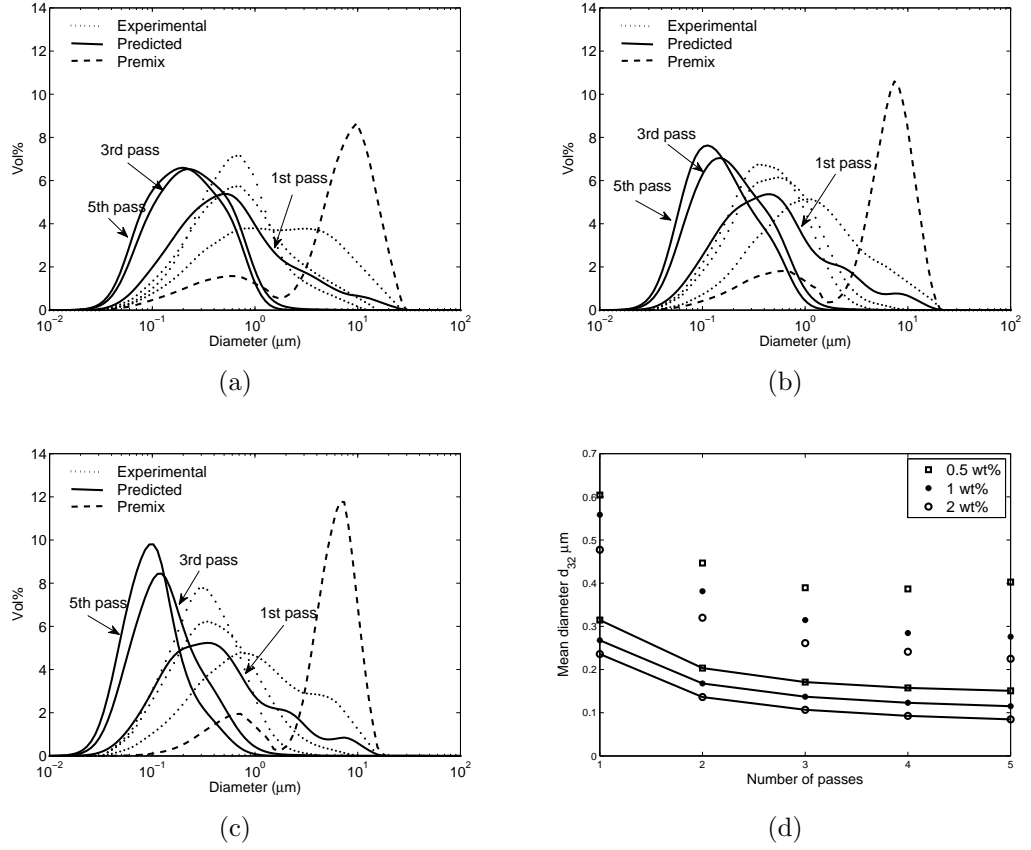 14
12
10
8
6
4
2
0
Vol%
Experimental
Predicted
Premix
3rd pass
5th pass
1st pass
10^-2
10^-1
10^0
10^1
10^2
Diameter (μm)
(a)
14
12
10
8
6
4
2
0
Vol%
Experimental
Predicted
Premix
3rd pass
1st pass
5th pass
10^-2
10^-1
10^0
10^1
10^2
Diameter (μm)
(b)
14
12
10
8
6
4
2
0
Vol%
Experimental
Predicted
Premix
3rd pass
5th pass
1st pass
10^-2
10^-1
10^0
10^1
10^2
Diameter (μm)
(c)
0.7
0.6
0.5
0.4
0.3
0.2
0.1
0
Mean diameter d_32 μm
0.5 wt%
1 wt%
2 wt%
1
2
3
4
5
Number of passes
(d)